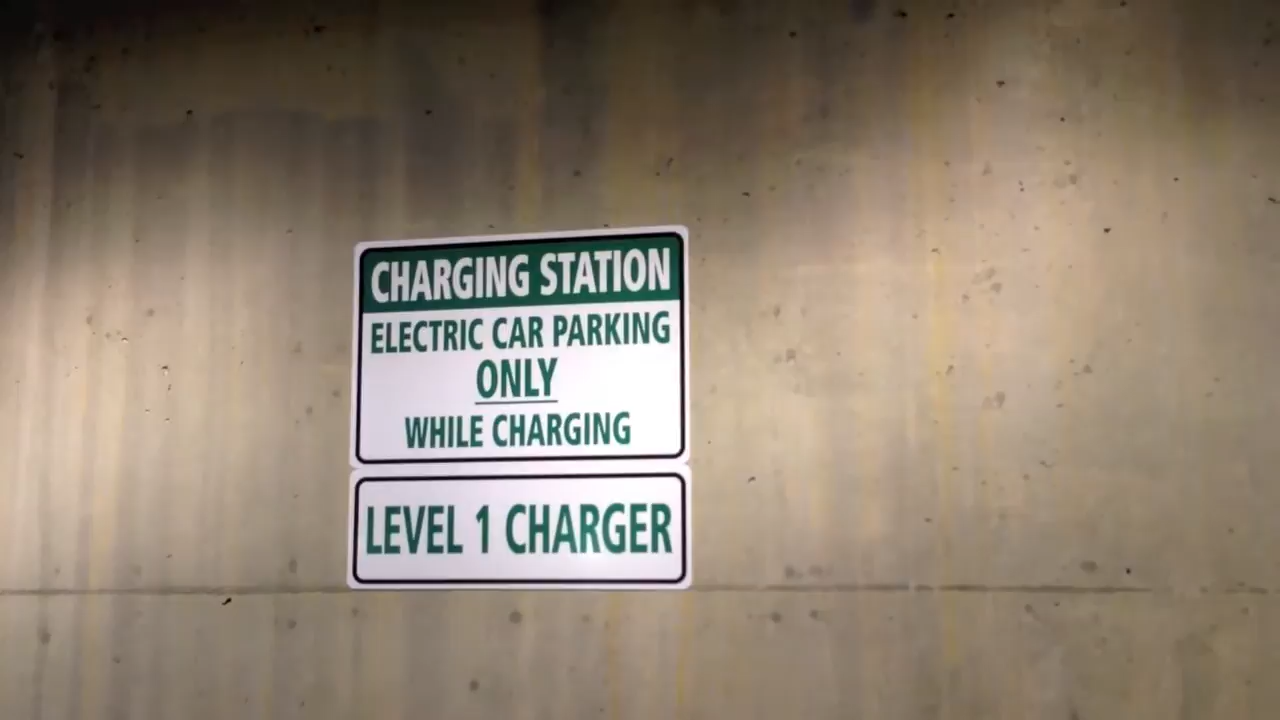 CHARGING STATION
ELECTRIC CAR PARKING
ONLY
WHILE CHARGING
LEVEL 1 CHARGER